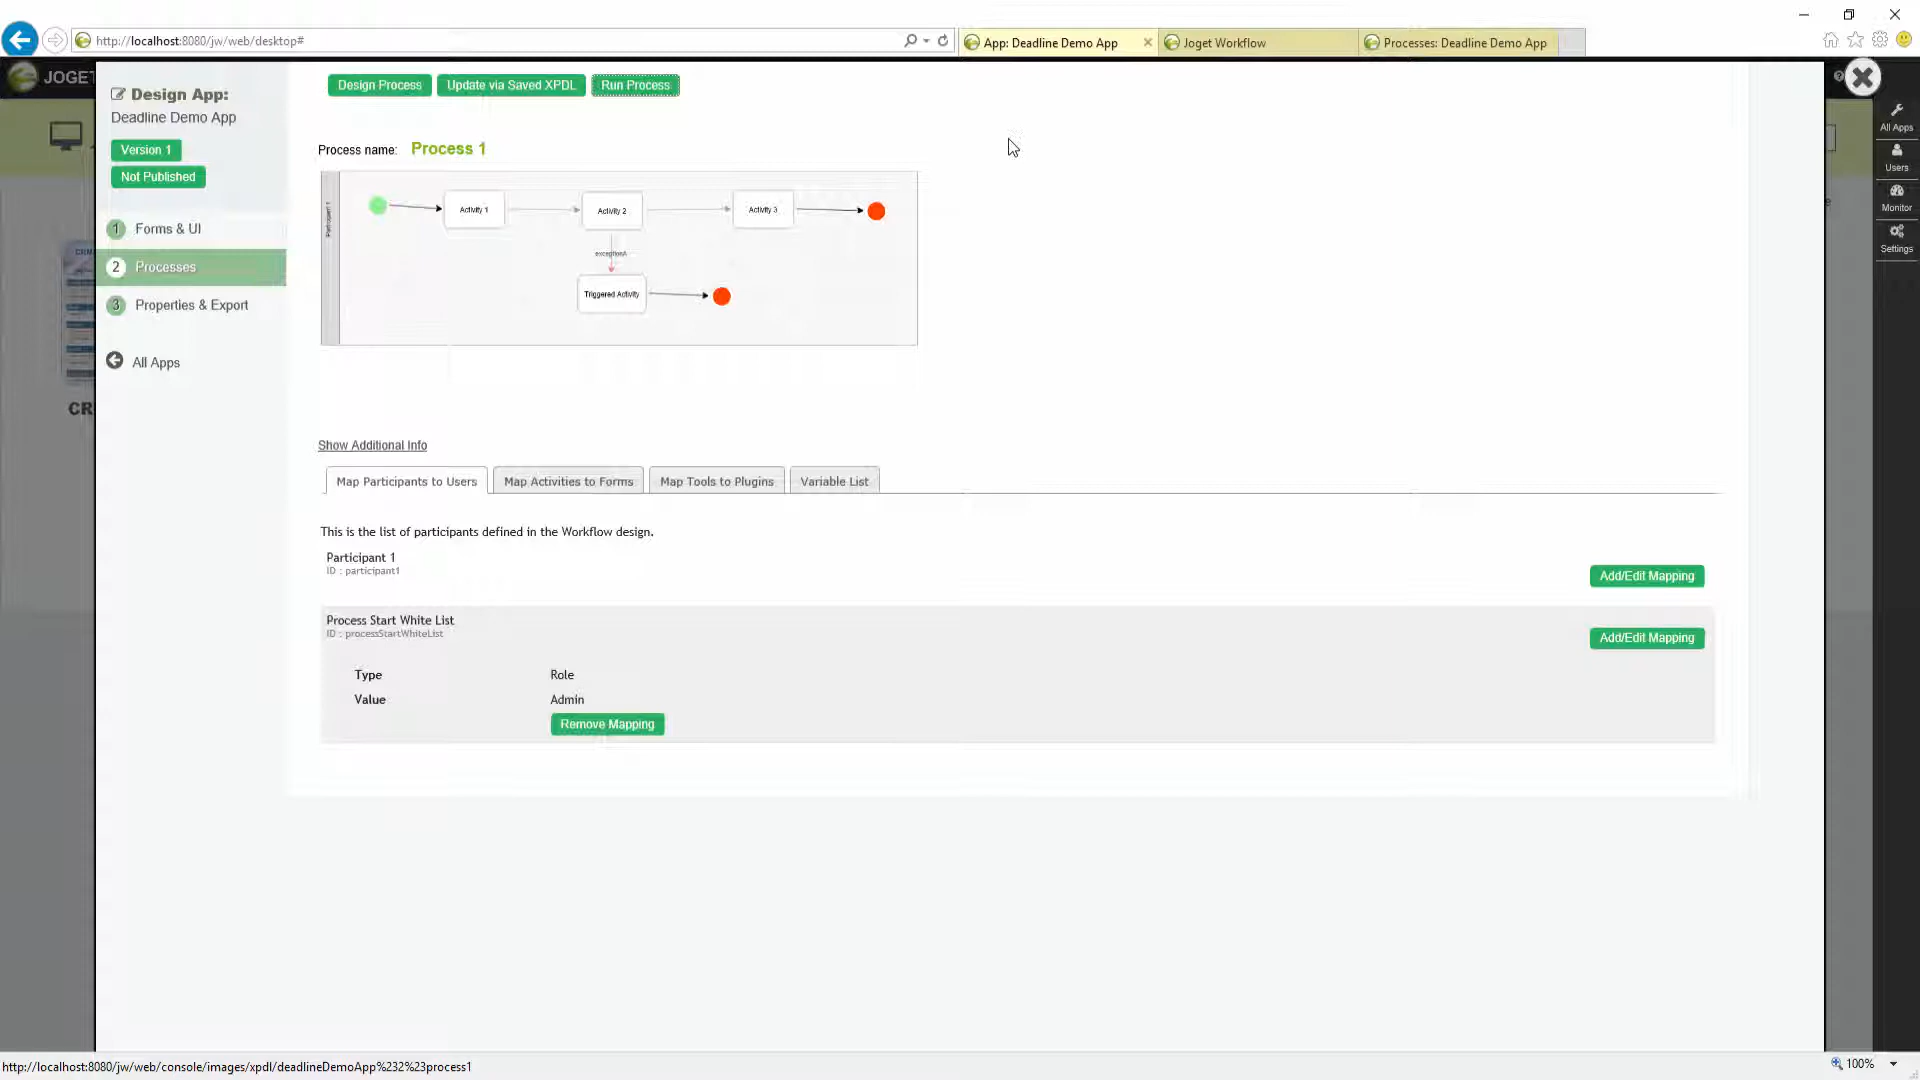 http://localhost:8080/jw/web/desktop#
App: Deadline Demo App
Joget Workflow
Processes: Deadline Demo App
JOGET
Design App:
Deadline Demo App
Version 1
Not Published
1 Forms & UI
2 Processes
3 Properties & Export
All Apps
Design Process
Update via Saved XPDL
Run Process
Process name: Process 1
Participant 1
Activity 1
Activity 2
Activity 3
exceptionA
Triggered Activity
Show Additional Info
Map Participants to Users
Map Activities to Forms
Map Tools to Plugins
Variable List
This is the list of participants defined in the Workflow design.
Participant 1
ID : participant1
Add/Edit Mapping
Process Start White List
ID : processStartWhiteList
Add/Edit Mapping
Type Role
Value Admin
Remove Mapping
All Apps
Users
Monitor
Settings
http://localhost:8080/jw/web/console/images/xpdl/deadlineDemoApp%232%23process1
100%